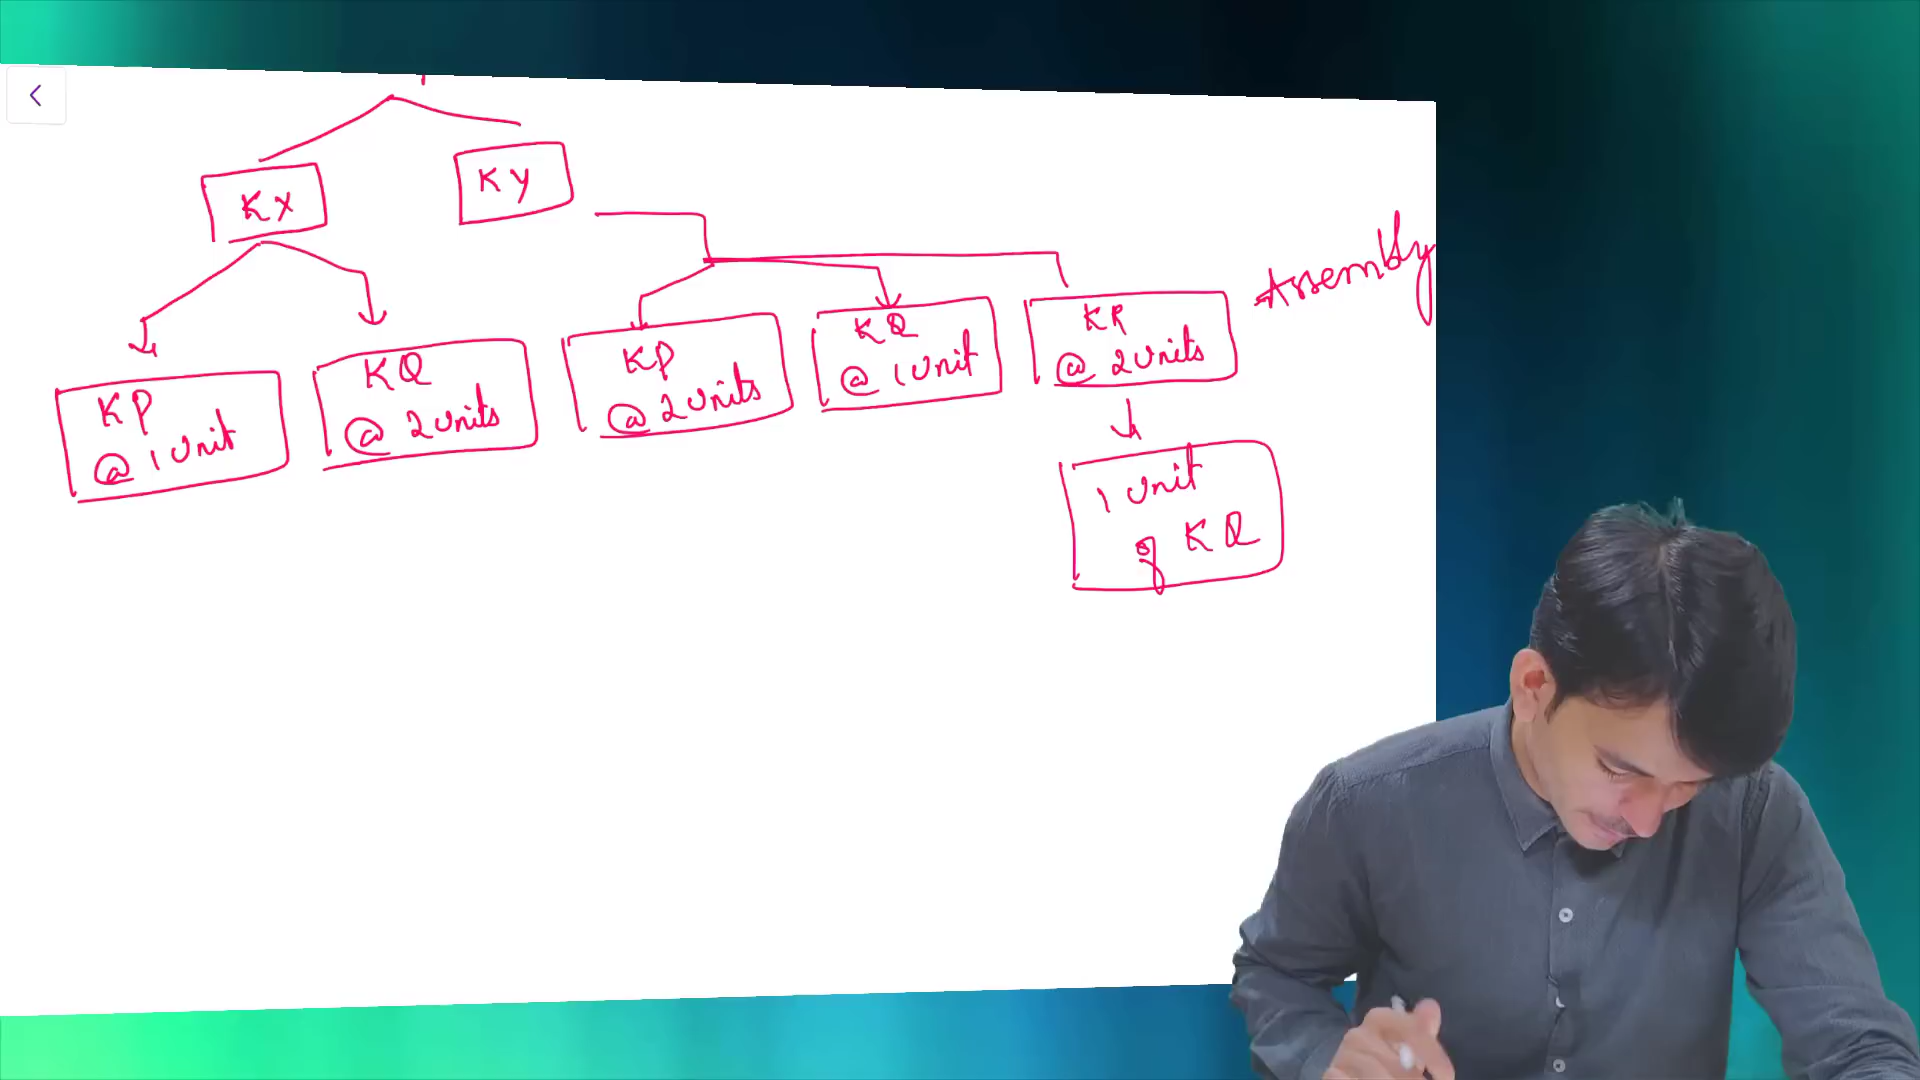 KX
KY
KP
@ 1 Unit
KQ
@ 2 Units
KP
@ 2 Units
KQ
@ 1 Unit
KR
@ 2 Units
Assembly
1 Unit
of KQ